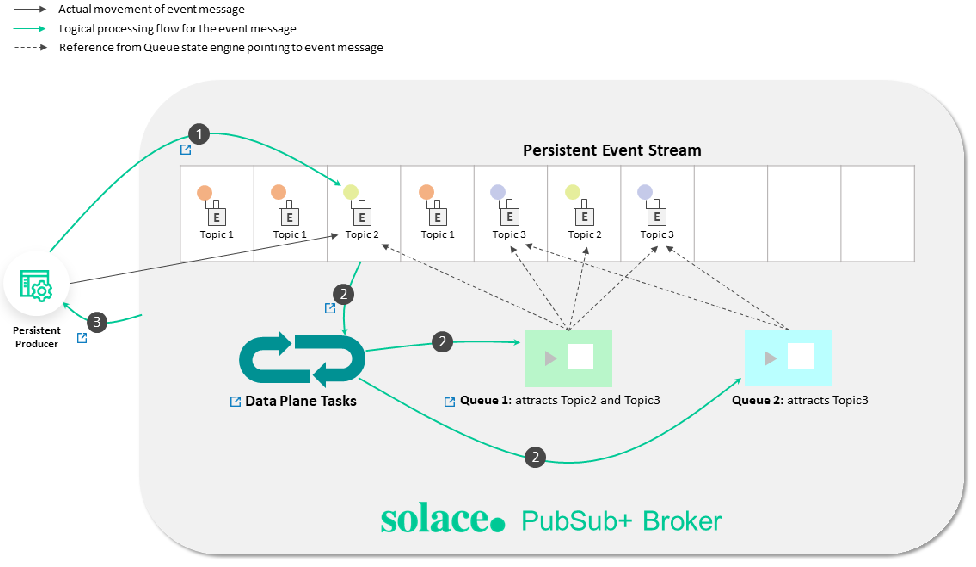 Actual movement of event message
Logical processing flow for the event message
Reference from Queue state engine pointing to event message
1
Persistent Event Stream
E E E E E E E
Topic 1 Topic 1 Topic 2 Topic 1 Topic 3 Topic 2 Topic 3
2
3
Persistent
Producer
2
Data Plane Tasks
Queue 1: attracts Topic2 and Topic3
Queue 2: attracts Topic3
2
solace. PubSub+ Broker